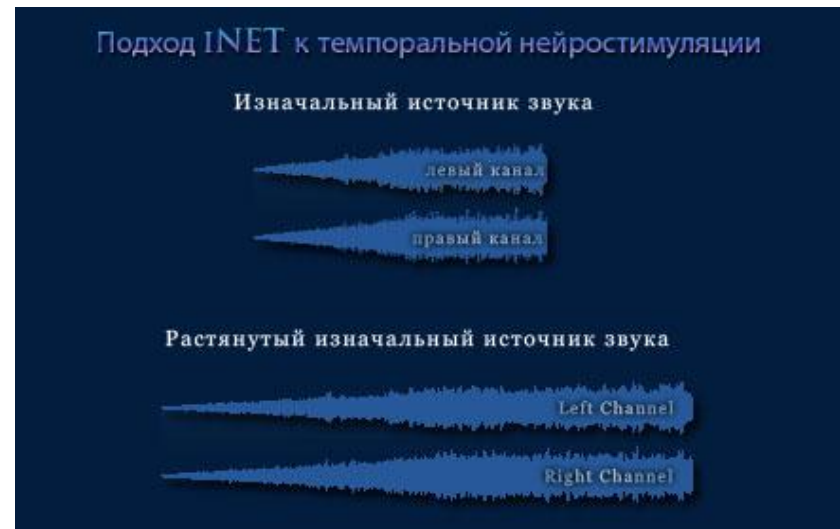 Подход iNET к темпоральной нейростимуляции
Изначальный источник звука
левый канал
правый канал
Растянутый изначальный источник звука
Left Channel
Right Channel